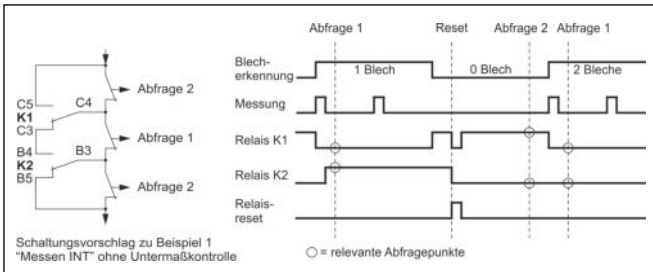 Abfrage 1
Reset
Abfrage 2
Abfrage 1
Blech-
erkennung
1 Blech
0 Blech
2 Bleche
Messung
Relais K1
Relais K2
Relais-
reset
Abfrage 2
C5
C4
K1
C3
Abfrage 1
B4
B3
K2
B5
Abfrage 2
Schaltungsvorschlag zu Beispiel 1
"Messen INT" ohne Untermaßkontrolle
= relevante Abfragepunkte